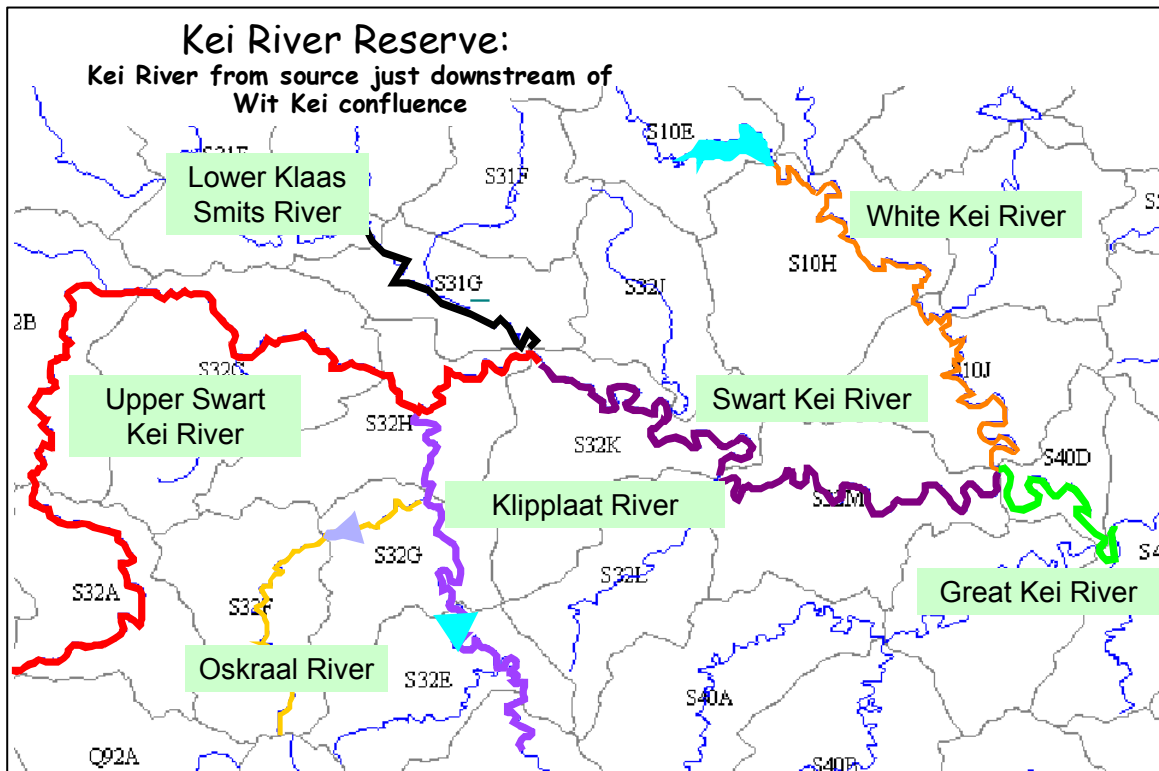 Kei River Reserve:
Kei River from source just downstream of
Wit Kei confluence
S10E
S31F
Lower Klaas
Smits River
White Kei River
S10H
S31G
S32J
2B
S32G
Upper Swart
Kei River
S32H
Swart Kei River
S32K
S40D
Klipplaat River
S32M
S32G
S32L
S32A
Great Kei River
Oskraal River
S32E
S40A
Q92A